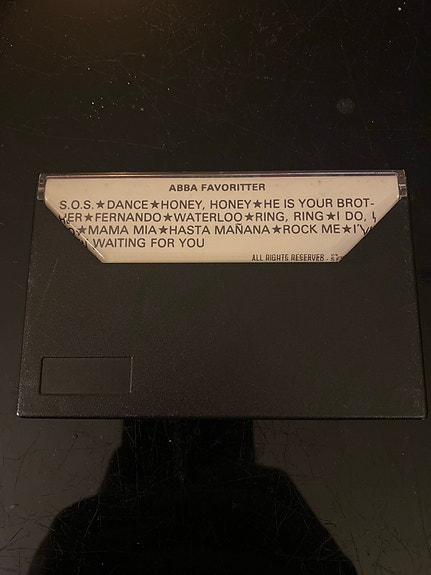 ABBA FAVORITTER
S.O.S.★DANCE★HONEY, HONEY★HE IS YOUR BROT-
HER★FERNANDO★WATERLOO★RING, RING★I DO, I
DO★MAMA MIA★HASTA MAÑANA★ROCK ME★I'V
WAITING FOR YOU
ALL RIGHTS RESERVED -